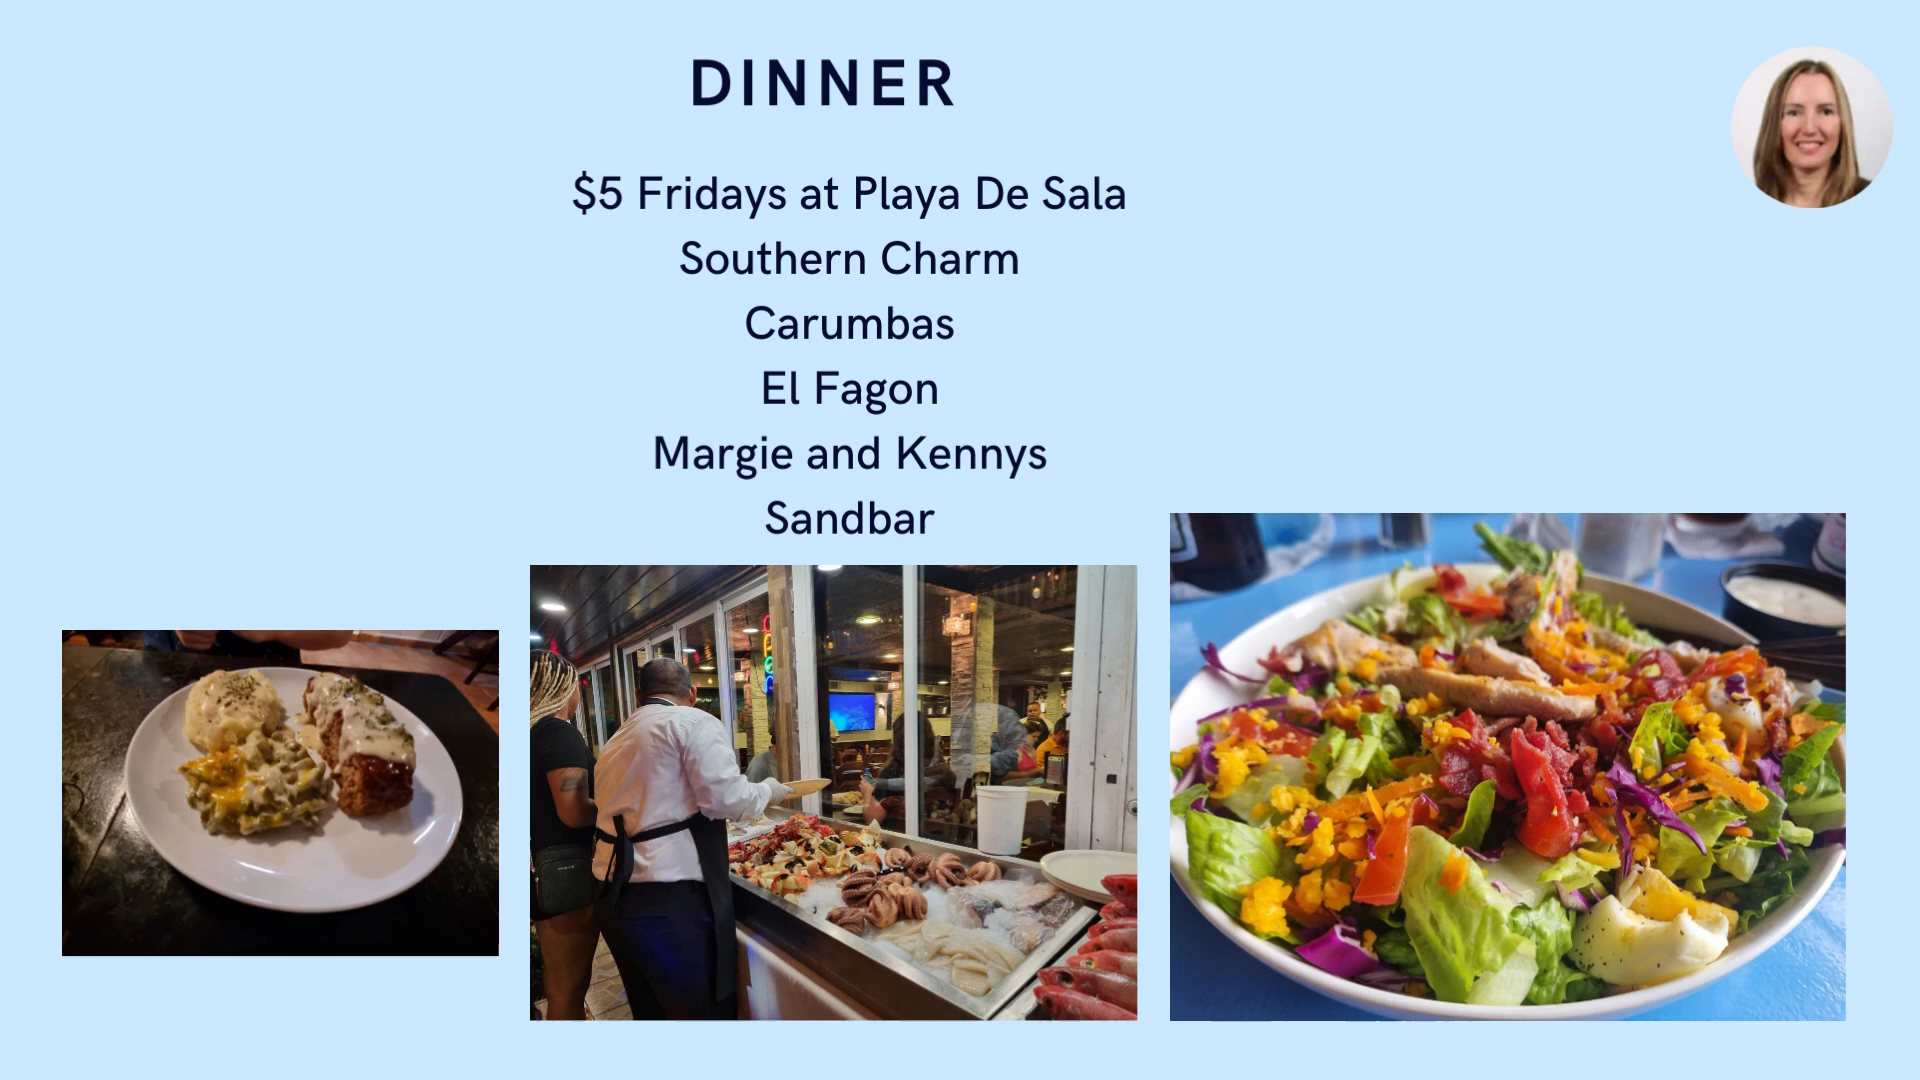 DINNER
$5 Fridays at Playa De Sala
Southern Charm
Carumbas
El Fagon
Margie and Kennys
Sandbar